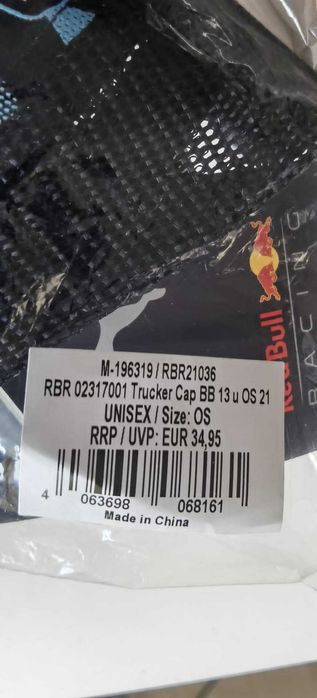 Red Bull
RACING
M-196319 / RBR21036
RBR 02317001 Trucker Cap BB 13 u OS 21
UNISEX / Size: OS
RRP / UVP: EUR 34,95
4 063698 068161
Made in China